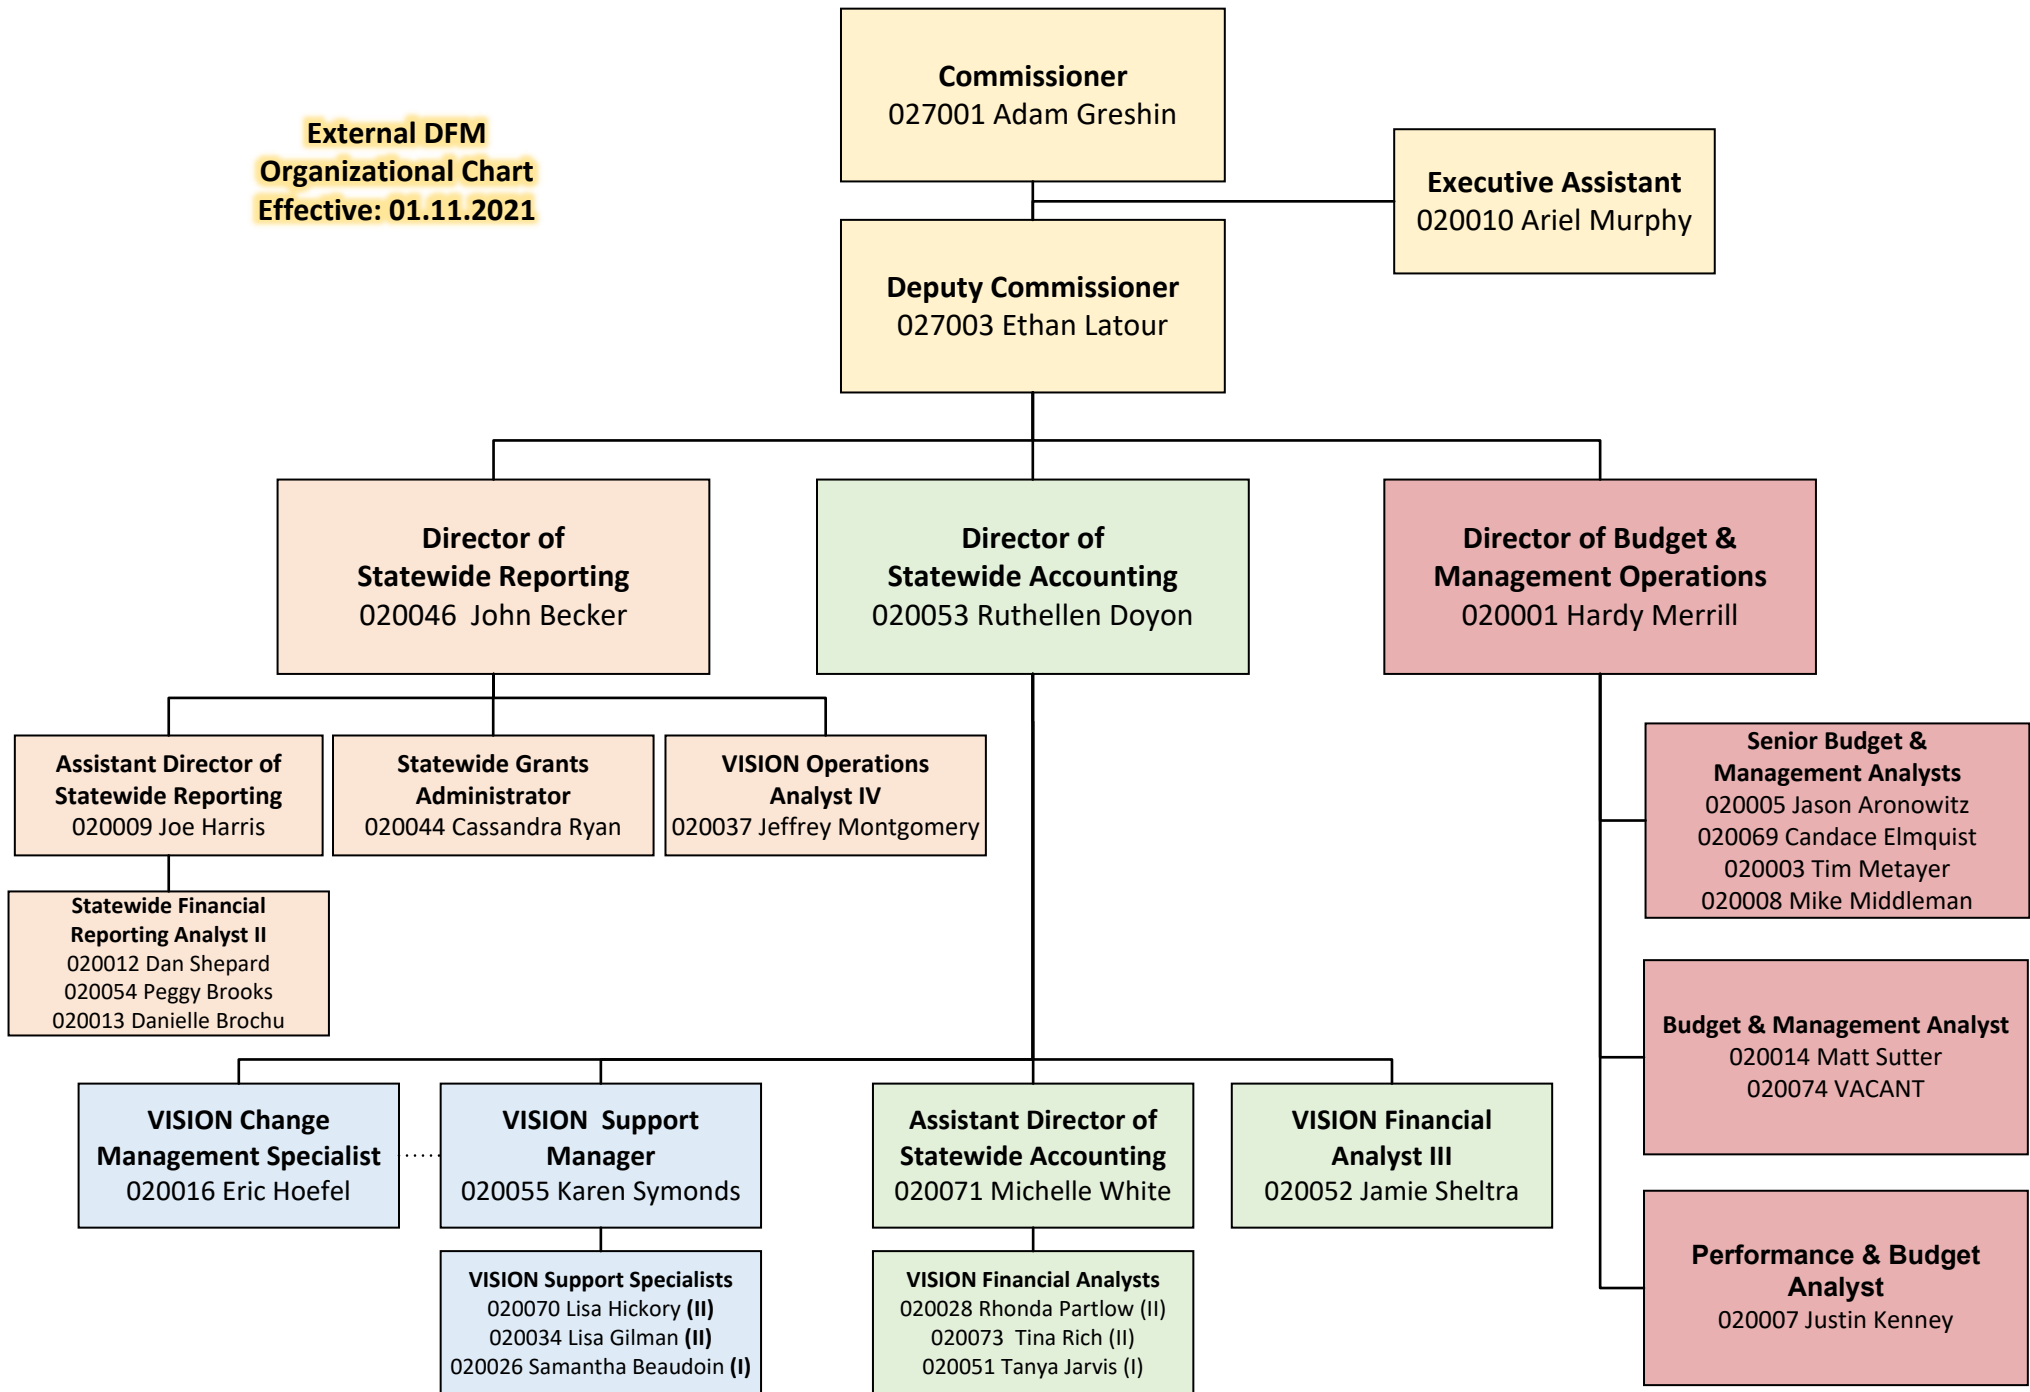 External DFM
Organizational Chart
Effective: 01.11.2021
Commissioner
027001 Adam Greshin
Executive Assistant
020010 Ariel Murphy
Deputy Commissioner
027003 Ethan Latour
Director of
Statewide Reporting
020046  John Becker
Director of
Statewide Accounting
020053 Ruthellen Doyon
Director of Budget &
Management Operations
020001 Hardy Merrill
Assistant Director of
Statewide Reporting
020009 Joe Harris
Statewide Grants
Administrator
020044 Cassandra Ryan
VISION Operations
Analyst IV
020037 Jeffrey Montgomery
Senior Budget &
Management Analysts
020005 Jason Aronowitz
020069 Candace Elmquist
020003 Tim Metayer
020008 Mike Middleman
Statewide Financial
Reporting Analyst II
020012 Dan Shepard
020054 Peggy Brooks
020013 Danielle Brochu
Budget & Management Analyst
020014 Matt Sutter
020074 VACANT
VISION Change
Management Specialist
020016 Eric Hoefel
VISION  Support
Manager
020055 Karen Symonds
Assistant Director of
Statewide Accounting
020071 Michelle White
VISION Financial
Analyst III
020052 Jamie Sheltra
Performance & Budget
Analyst
020007 Justin Kenney
VISION Support Specialists
020070 Lisa Hickory (II)
020034 Lisa Gilman (II)
020026 Samantha Beaudoin (I)
VISION Financial Analysts
020028 Rhonda Partlow (II)
020073  Tina Rich (II)
020051 Tanya Jarvis (I)